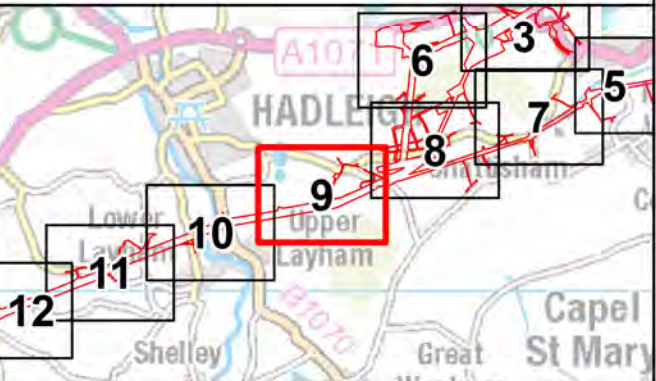 3
6
A1071
5
HADLEIG
7
8
Chattisham
9
Lower
10
Upper
Layham
11
Layham
12
B1070
Capel
Shelley
Great
St Mary